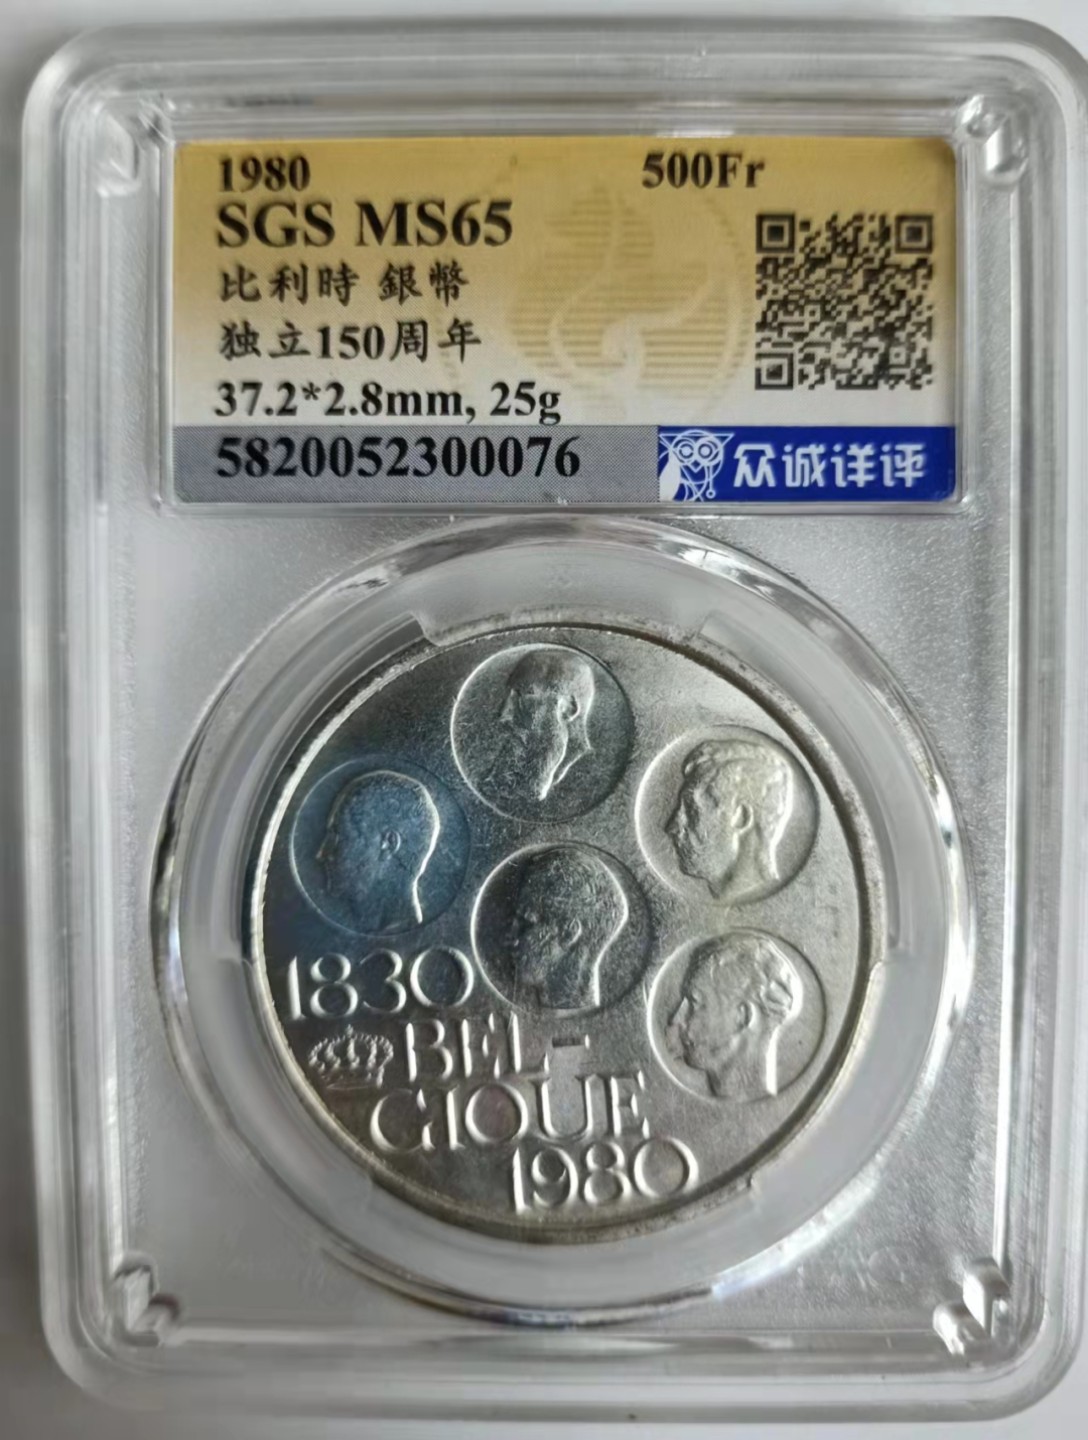 1980
500Fr
SGS MS65
比利時 銀幣
独立150周年
37.2*2.8mm, 25g
5820052300076
众诚详评
1830
BEL-
GIQUE
1980